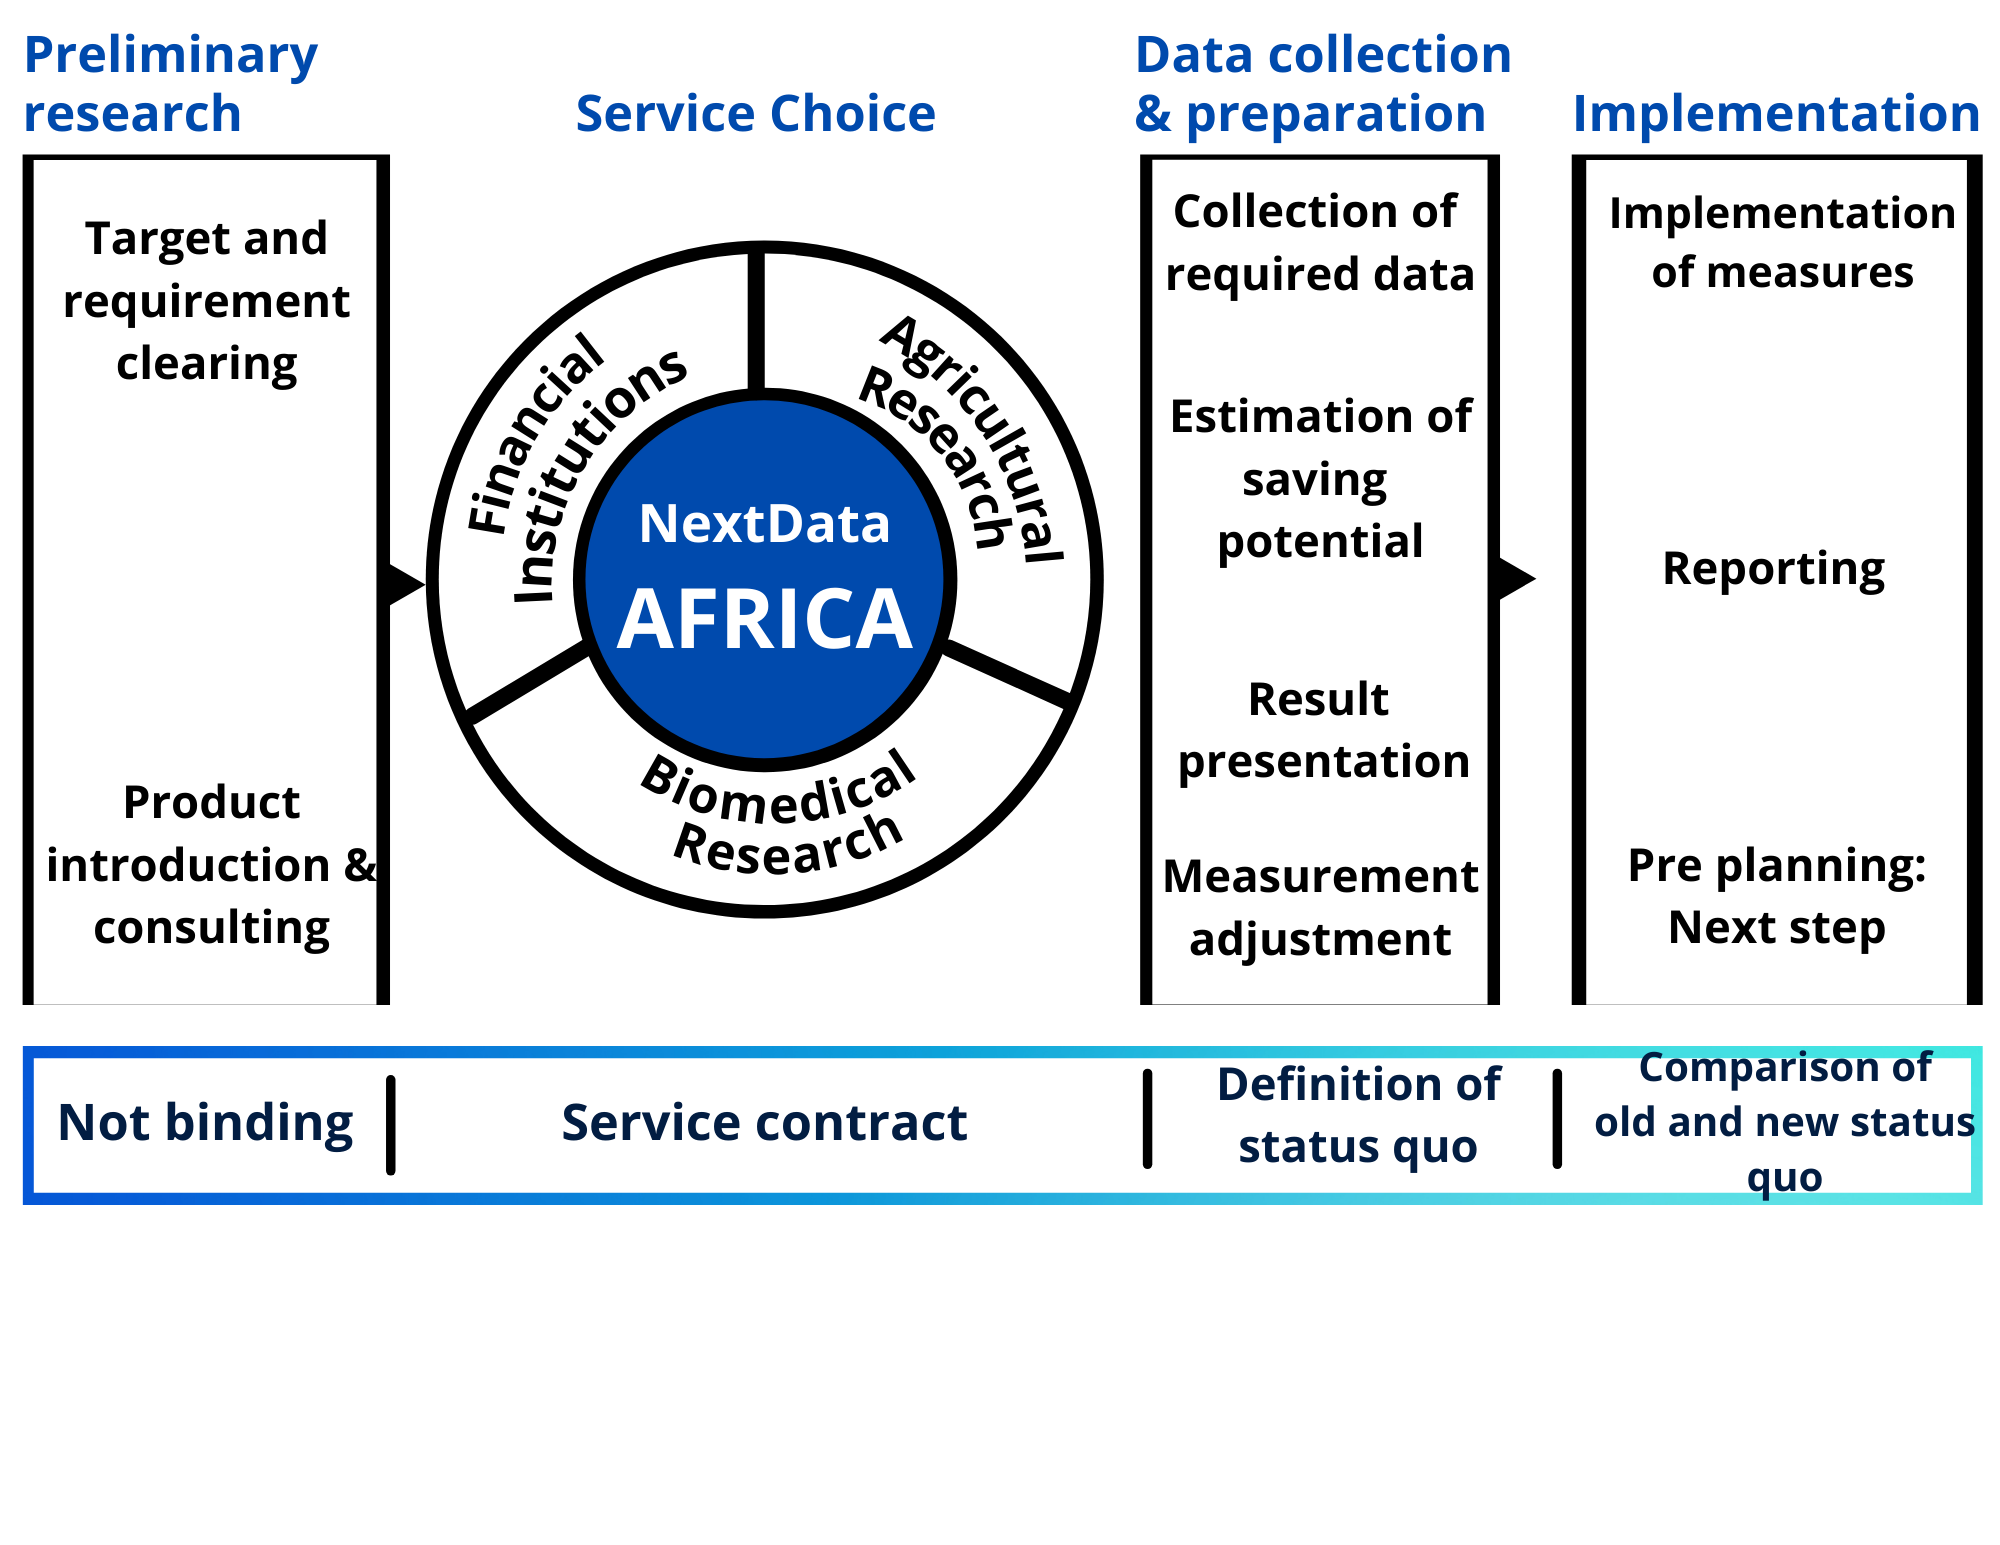 Preliminary
research
Service Choice
Data collection
& preparation
Implementation
Target and
requirement
clearing
Product
introduction &
consulting
Financial
Institutions
Agricultural
Research
Biomedical
Research
NextData
AFRICA
Collection of
required data
Estimation of
saving
potential
Result
presentation
Measurement
adjustment
Implementation
of measures
Reporting
Pre planning:
Next step
Not binding
Service contract
Definition of
status quo
Comparison of
old and new status
quo